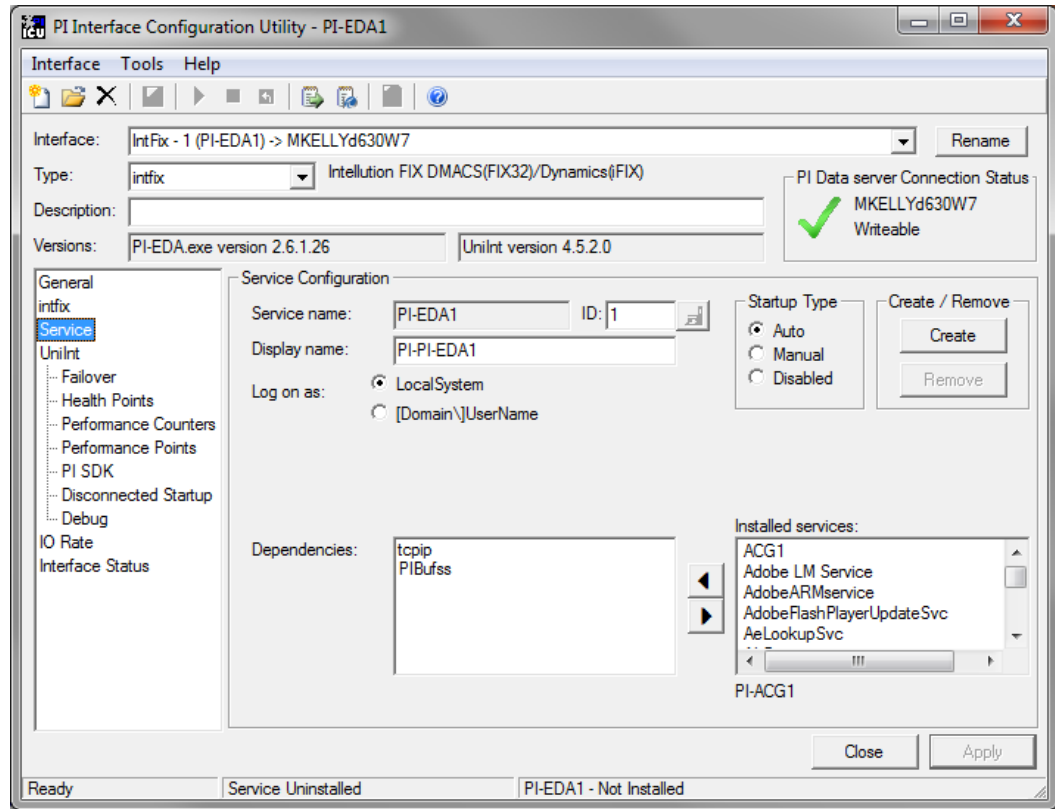 PI Interface Configuration Utility - PI-EDA1
Interface Tools Help
Interface: IntFix - 1 (PI-EDA1) -> MKELLYd630W7 Rename
Type: intfix Intellution FIX DMACS(FIX32)/Dynamics(iFIX)
PI Data server Connection Status
MKELLYd630W7
Writeable
Description:
Versions: PI-EDA.exe version 2.6.1.26 UniInt version 4.5.2.0
General
intfix
Service
UniInt
Failover
Health Points
Performance Counters
Performance Points
PI SDK
Disconnected Startup
Debug
IO Rate
Interface Status
Service Configuration
Service name: PI-EDA1 ID: 1
Display name: PI-PI-EDA1
Log on as: LocalSystem
[Domain\]UserName
Startup Type
Auto
Manual
Disabled
Create / Remove
Create
Remove
Dependencies:
tcpip
PIBufss
Installed services:
ACG1
Adobe LM Service
AdobeARMservice
AdobeFlashPlayerUpdateSvc
AeLookupSvc
PI-ACG1
Close Apply
Ready Service Uninstalled PI-EDA1 - Not Installed